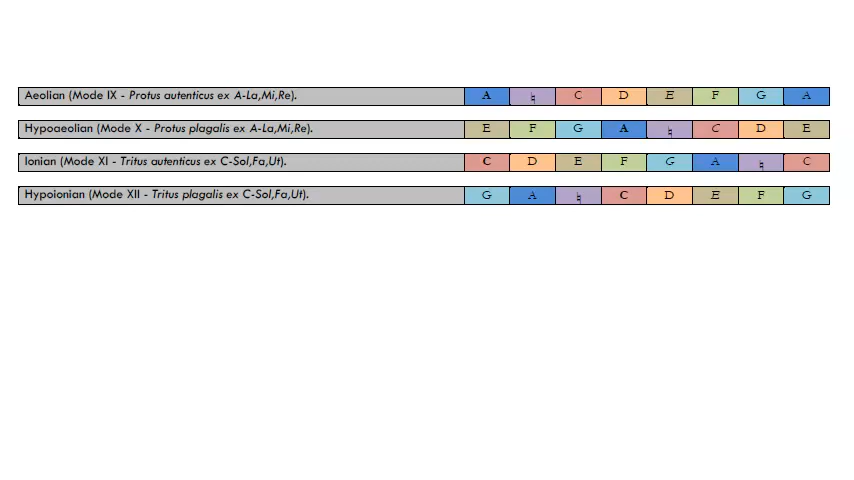 Aeolian (Mode IX - Protus autenticus ex A-La,Mi,Re). A ♮ C D E F G A
Hypoaeolian (Mode X - Protus plagalis ex A-La,Mi,Re). E F G A ♮ C D E
Ionian (Mode XI - Tritus autenticus ex C-Sol,Fa,Ut). C D E F G A ♮ C
Hypoionian (Mode XII - Tritus plagalis ex C-Sol,Fa,Ut). G A ♮ C D E F G